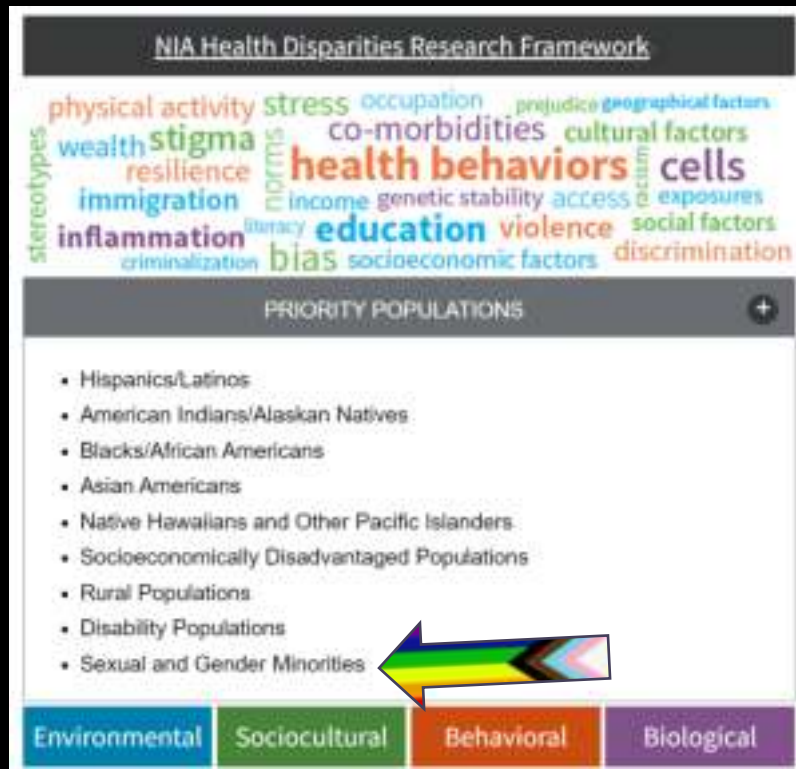 NIA Health Disparities Research Framework
physical activity stress occupation prejudice geographical factors
wealth stigma norms co-morbidities cultural factors
stereotypes resilience health behaviors racism cells
immigration income genetic stability access exposures
inflammation literacy education violence social factors
criminalization bias socioeconomic factors discrimination
PRIORITY POPULATIONS +
• Hispanics/Latinos
• American Indians/Alaskan Natives
• Blacks/African Americans
• Asian Americans
• Native Hawaiians and Other Pacific Islanders
• Socioeconomically Disadvantaged Populations
• Rural Populations
• Disability Populations
• Sexual and Gender Minorities
Environmental Sociocultural Behavioral Biological